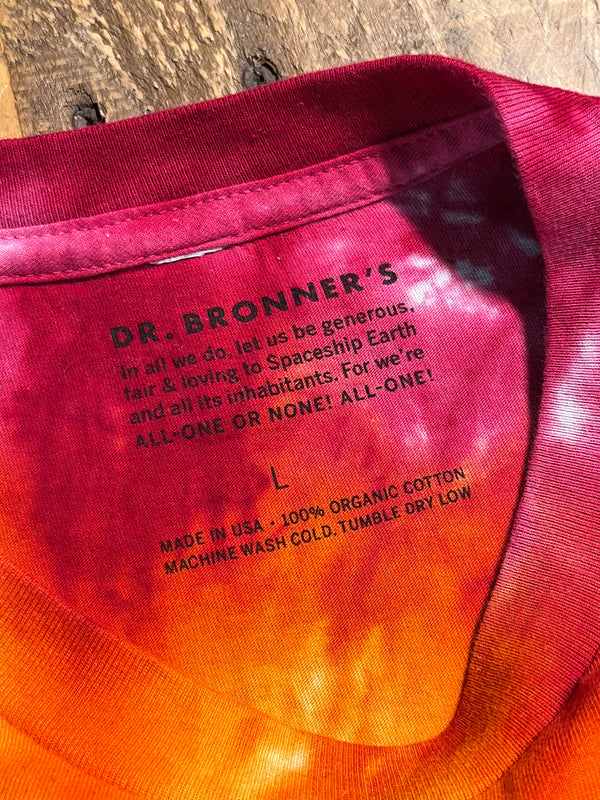 DR. BRONNER'S
In all we do, let us be generous,
fair & loving to Spaceship Earth
and all its inhabitants. For we're
ALL-ONE OR NONE! ALL-ONE!
L
MADE IN USA · 100% ORGANIC COTTON
MACHINE WASH COLD. TUMBLE DRY LOW